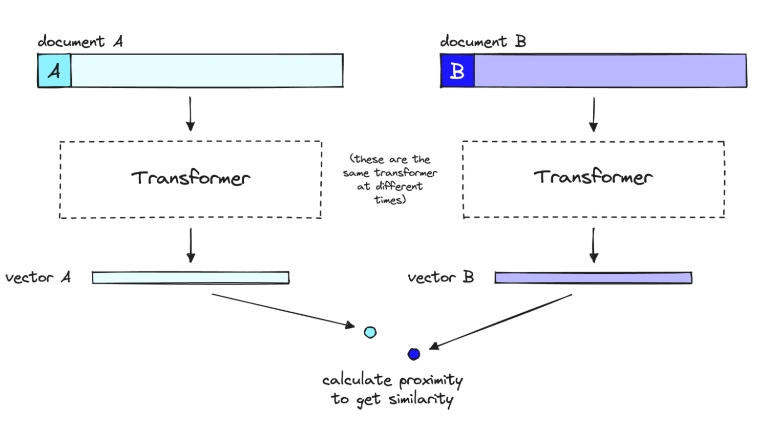 document A
document B
A
B
Transformer
(these are the
same transformer
at different
times)
Transformer
vector A
vector B
calculate proximity
to get similarity